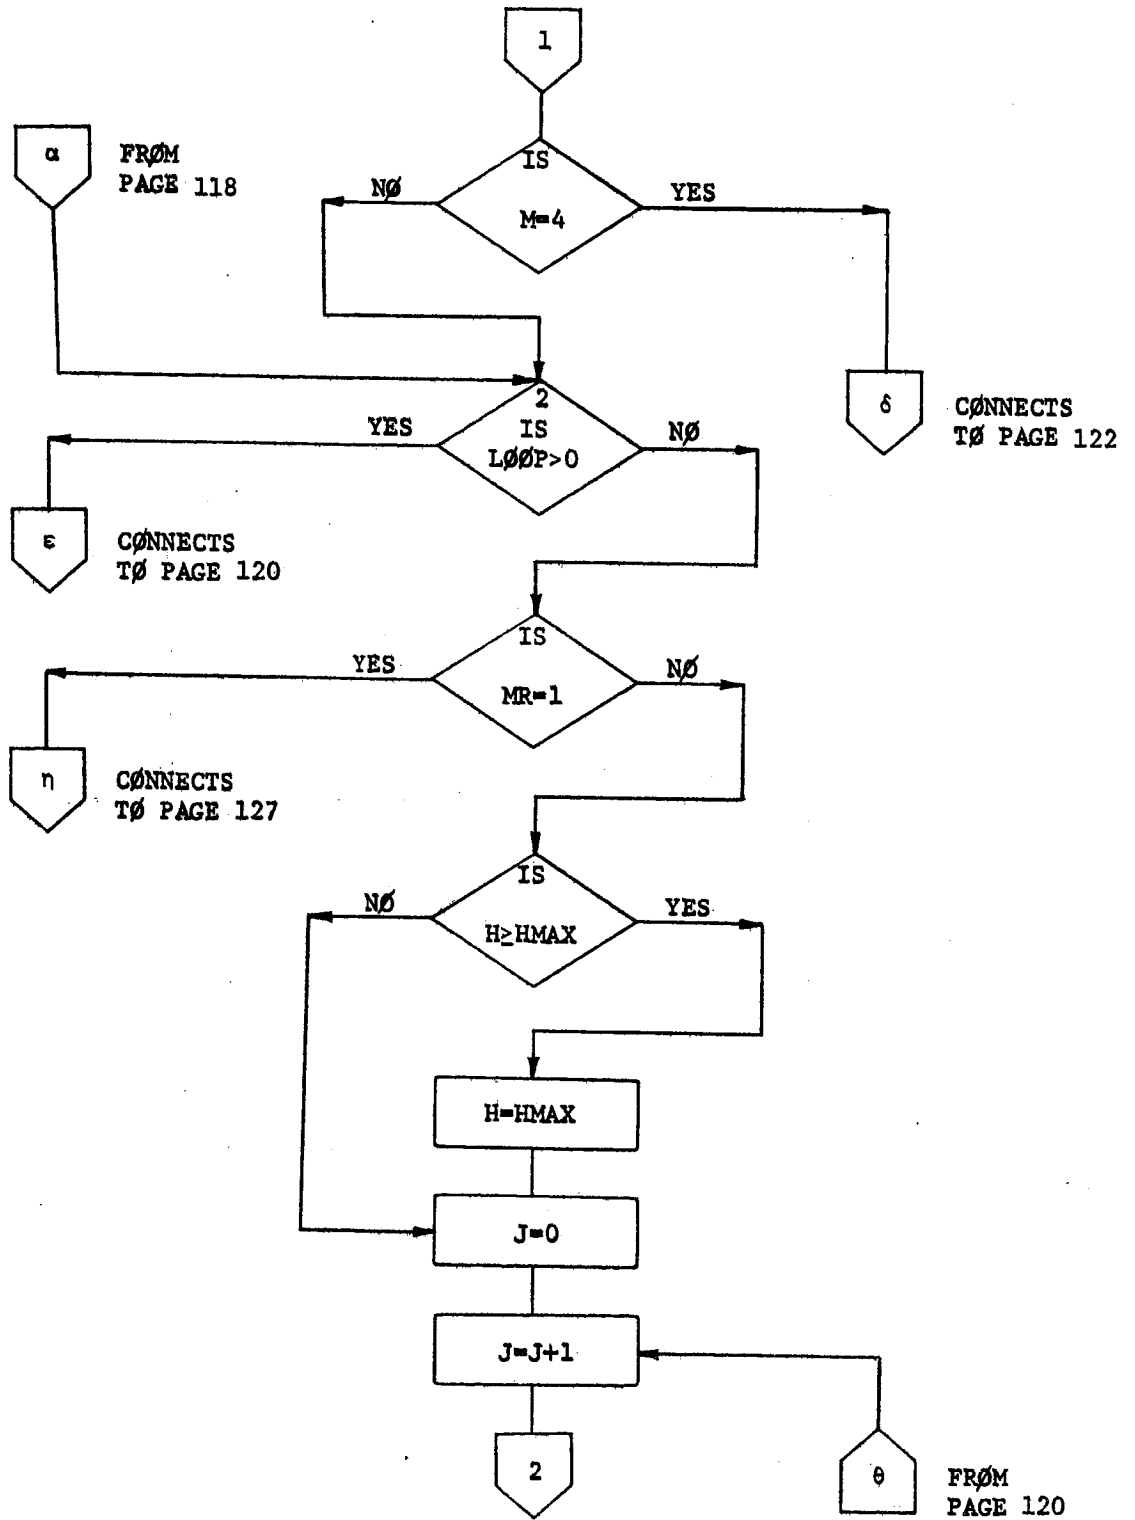 1
α
FRØM
PAGE 118
IS
M=4
NØ
YES
δ
CØNNECTS
TØ PAGE 122
2
IS
LØØP>0
YES
NØ
ε
CØNNECTS
TØ PAGE 120
IS
MR=1
YES
NØ
η
CØNNECTS
TØ PAGE 127
IS
H≥HMAX
NØ
YES
H=HMAX
J=0
J=J+1
2
θ
FRØM
PAGE 120